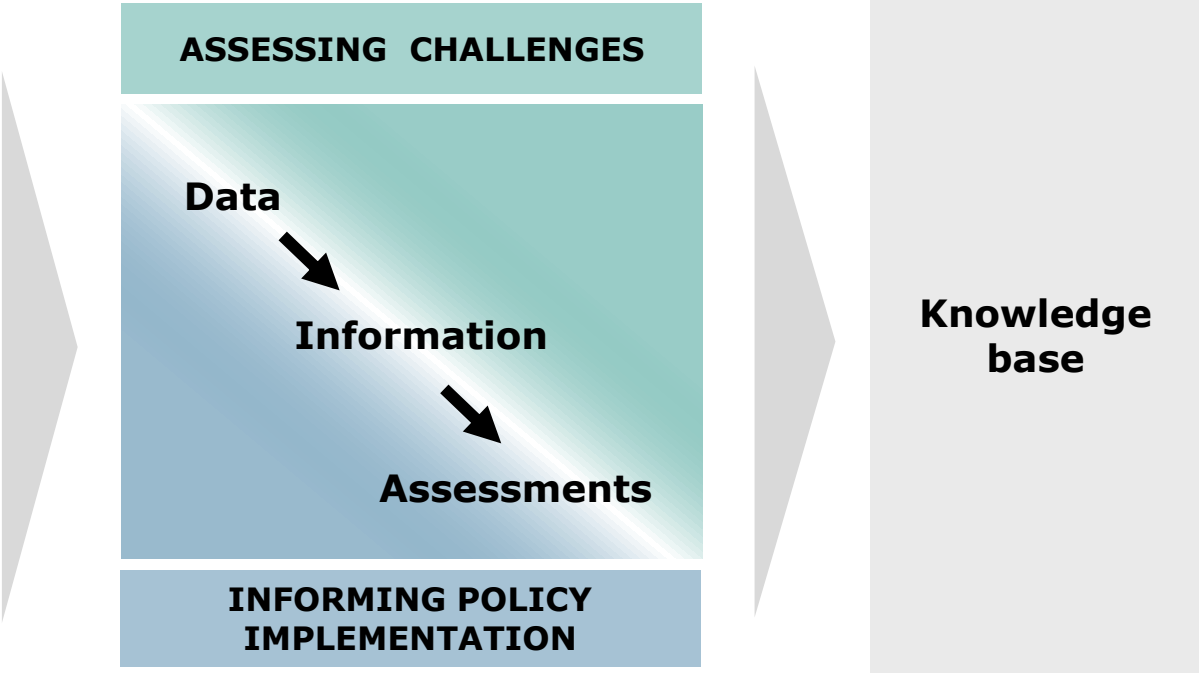 ASSESSING  CHALLENGES
Data
Information
Assessments
INFORMING POLICY
IMPLEMENTATION
Knowledge
base